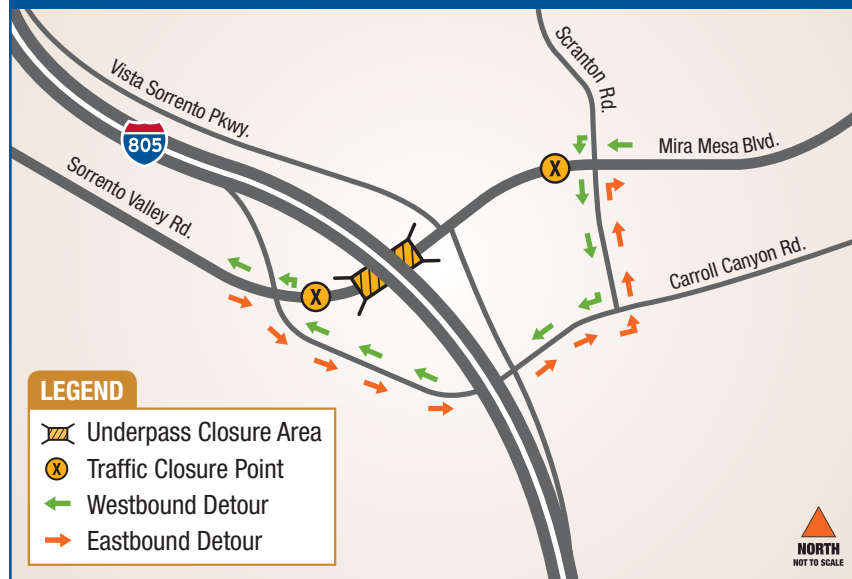 Vista Sorrento Pkwy.
Scranton Rd.
805
Mira Mesa Blvd.
Sorrento Valley Rd.
X
X
Carroll Canyon Rd.
LEGEND
Underpass Closure Area
X Traffic Closure Point
Westbound Detour
Eastbound Detour
NORTH
NOT TO SCALE